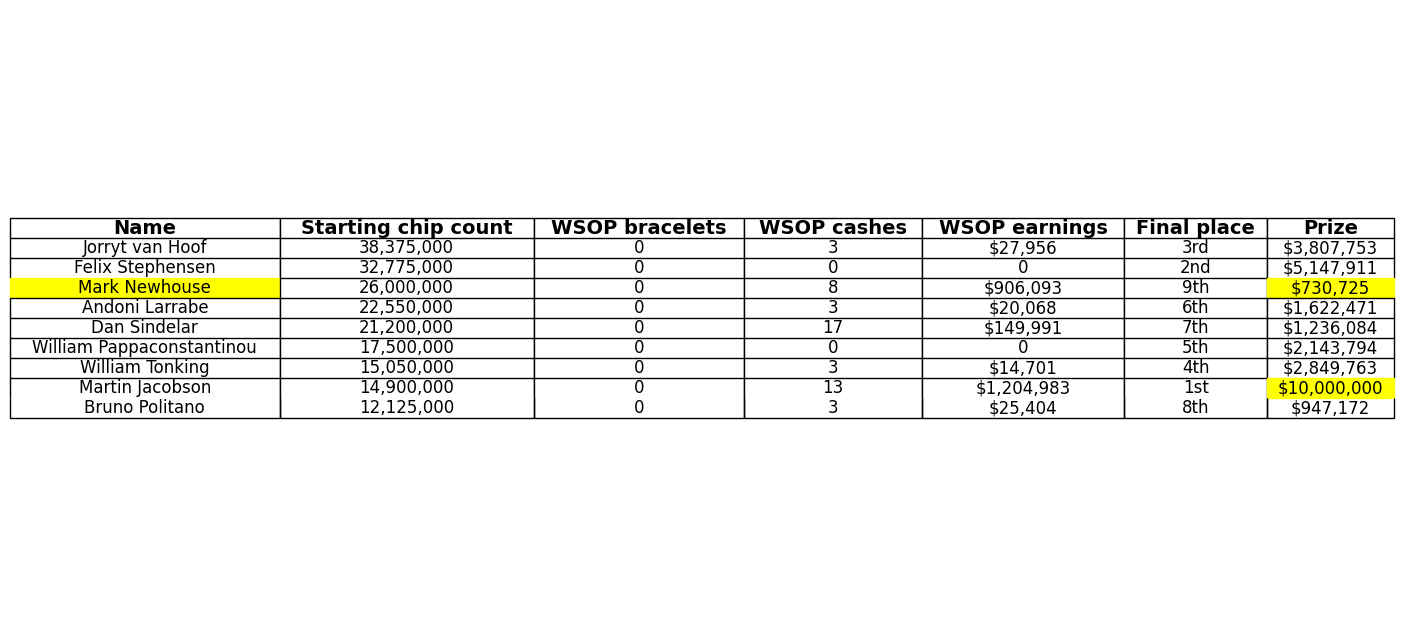 Name Starting chip count WSOP bracelets WSOP cashes WSOP earnings Final place Prize
Jorryt van Hoof 38,375,000 0 3 $27,956 3rd $3,807,753
Felix Stephensen 32,775,000 0 0 0 2nd $5,147,911
Mark Newhouse 26,000,000 0 8 $906,093 9th $730,725
Andoni Larrabe 22,550,000 0 3 $20,068 6th $1,622,471
Dan Sindelar 21,200,000 0 17 $149,991 7th $1,236,084
William Pappaconstantinou 17,500,000 0 0 0 5th $2,143,794
William Tonking 15,050,000 0 3 $14,701 4th $2,849,763
Martin Jacobson 14,900,000 0 13 $1,204,983 1st $10,000,000
Bruno Politano 12,125,000 0 3 $25,404 8th $947,172